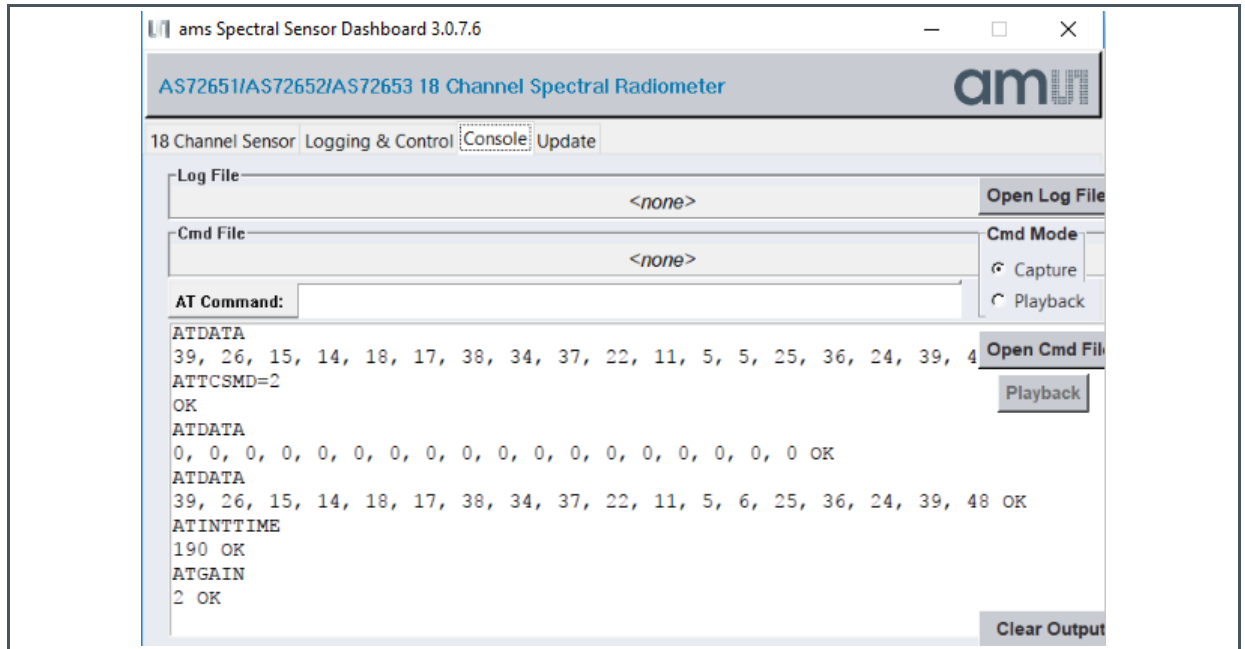 ams Spectral Sensor Dashboard 3.0.7.6
AS72651/AS72652/AS72653 18 Channel Spectral Radiometer
amu
18 Channel Sensor Logging & Control Console Update
Log File
<none>
Open Log File
Cmd File
<none>
Cmd Mode
Capture
Playback
AT Command:
ATDATA
39, 26, 15, 14, 18, 17, 38, 34, 37, 22, 11, 5, 5, 25, 36, 24, 39, 4
Open Cmd Fil
ATTCSMD=2
Playback
OK
ATDATA
0, 0, 0, 0, 0, 0, 0, 0, 0, 0, 0, 0, 0, 0, 0, 0, 0, 0 OK
ATDATA
39, 26, 15, 14, 18, 17, 38, 34, 37, 22, 11, 5, 6, 25, 36, 24, 39, 48 OK
ATINTTIME
190 OK
ATGAIN
2 OK
Clear Output